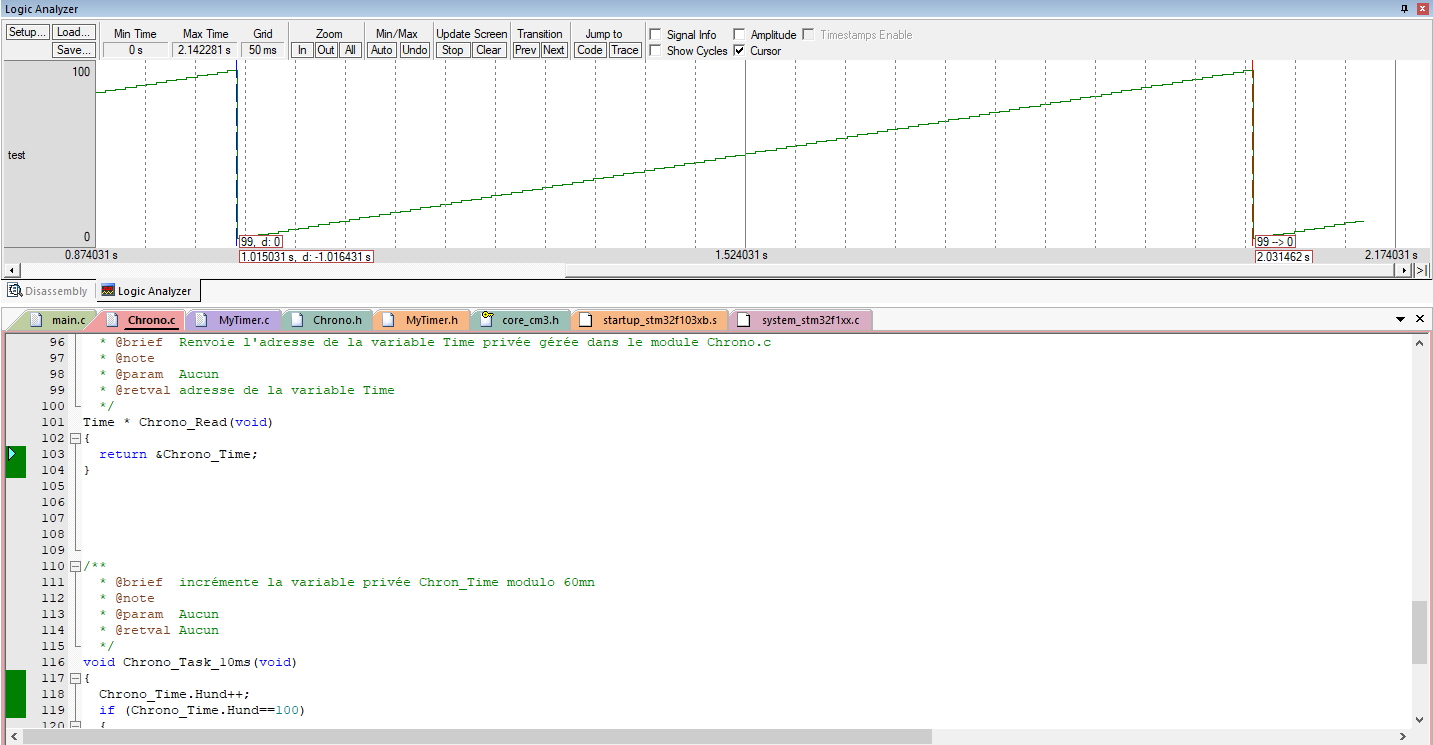 Logic Analyzer
Setup... Load... Min Time Max Time Grid Zoom Min/Max Update Screen Transition Jump to Signal Info Amplitude Timestamps Enable
Save... 0 s 2.142281 s 50 ms In Out All Auto Undo Stop Clear Prev Next Code Trace Show Cycles Cursor
100
test
0
99, d: 0 99 --> 0
0.874031 s 1.015031 s, d: -1.016431 s 1.524031 s 2.031462 s 2.174031 s
Disassembly Logic Analyzer
main.c Chrono.c MyTimer.c Chrono.h MyTimer.h core_cm3.h startup_stm32f103xb.s system_stm32f1xx.c
96 * @brief Renvoie l'adresse de la variable Time privée gérée dans le module Chrono.c
97 * @note
98 * @param Aucun
99 * @retval adresse de la variable Time
100 */
101 Time * Chrono_Read(void)
102 {
103 return &Chrono_Time;
104 }
105
106
107
108
109
110 /**
111 * @brief incrémente la variable privée Chron_Time modulo 60mn
112 * @note
113 * @param Aucun
114 * @retval Aucun
115 */
116 void Chrono_Task_10ms(void)
117 {
118 Chrono_Time.Hund++;
119 if (Chrono_Time.Hund==100)
120 {